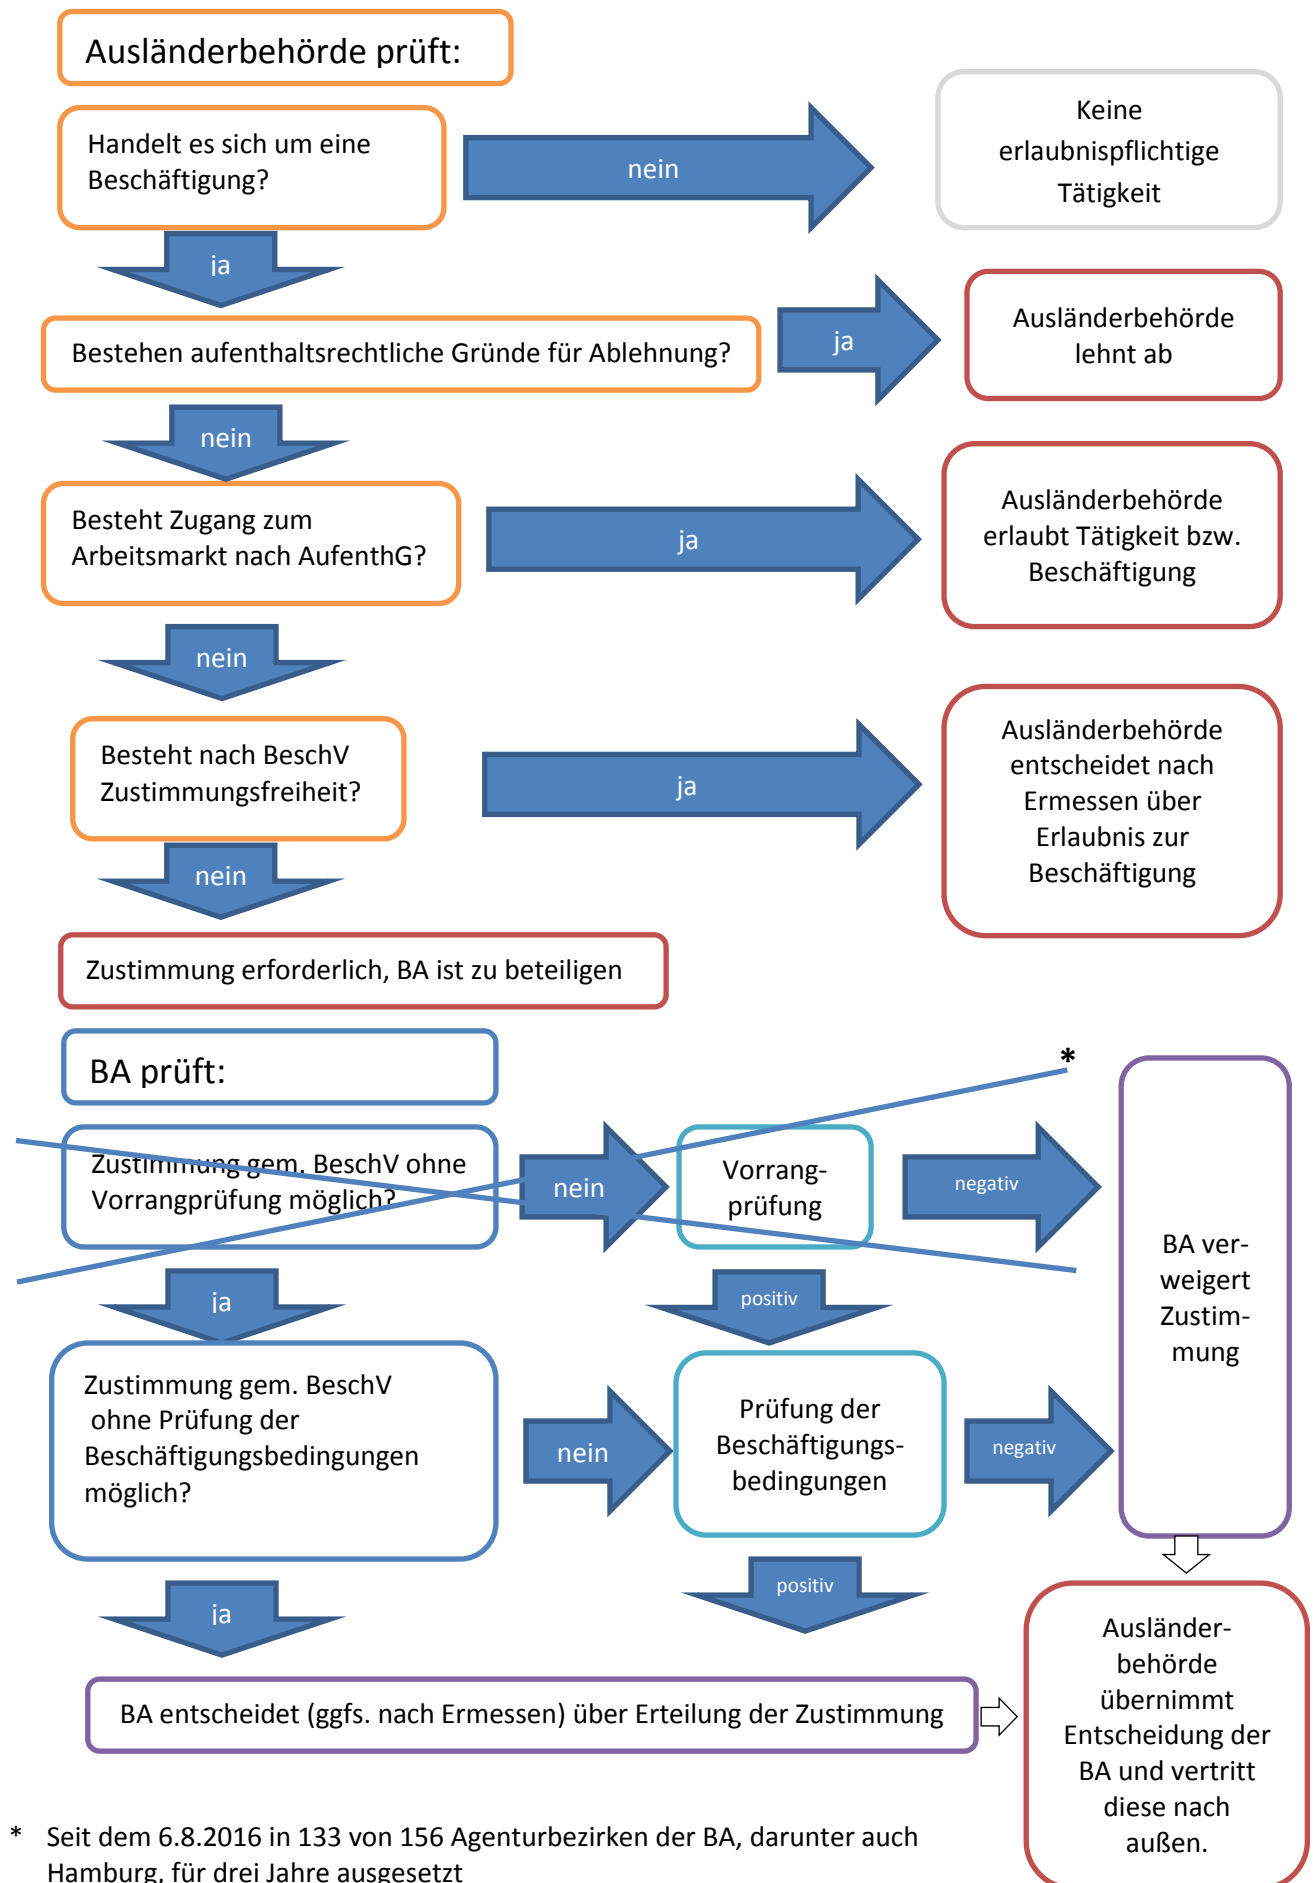 Ausländerbehörde prüft:
Handelt es sich um eine
Beschäftigung?
nein
Keine
erlaubnispflichtige
Tätigkeit
ja
Bestehen aufenthaltsrechtliche Gründe für Ablehnung?
ja
Ausländerbehörde
lehnt ab
nein
Besteht Zugang zum
Arbeitsmarkt nach AufenthG?
ja
Ausländerbehörde
erlaubt Tätigkeit bzw.
Beschäftigung
nein
Besteht nach BeschV
Zustimmungsfreiheit?
ja
Ausländerbehörde
entscheidet nach
Ermessen über
Erlaubnis zur
Beschäftigung
nein
Zustimmung erforderlich, BA ist zu beteiligen
BA prüft:
*
Zustimmung gem. BeschV ohne
Vorrangprüfung möglich?
nein
Vorrang-
prüfung
negativ
BA ver-
weigert
Zustim-
mung
ja
positiv
Zustimmung gem. BeschV
ohne Prüfung der
Beschäftigungsbedingungen
möglich?
nein
Prüfung der
Beschäftigungs-
bedingungen
negativ
ja
positiv
BA entscheidet (ggfs. nach Ermessen) über Erteilung der Zustimmung
Ausländer-
behörde
übernimmt
Entscheidung der
BA und vertritt
diese nach
außen.
* Seit dem 6.8.2016 in 133 von 156 Agenturbezirken der BA, darunter auch
Hamburg, für drei Jahre ausgesetzt